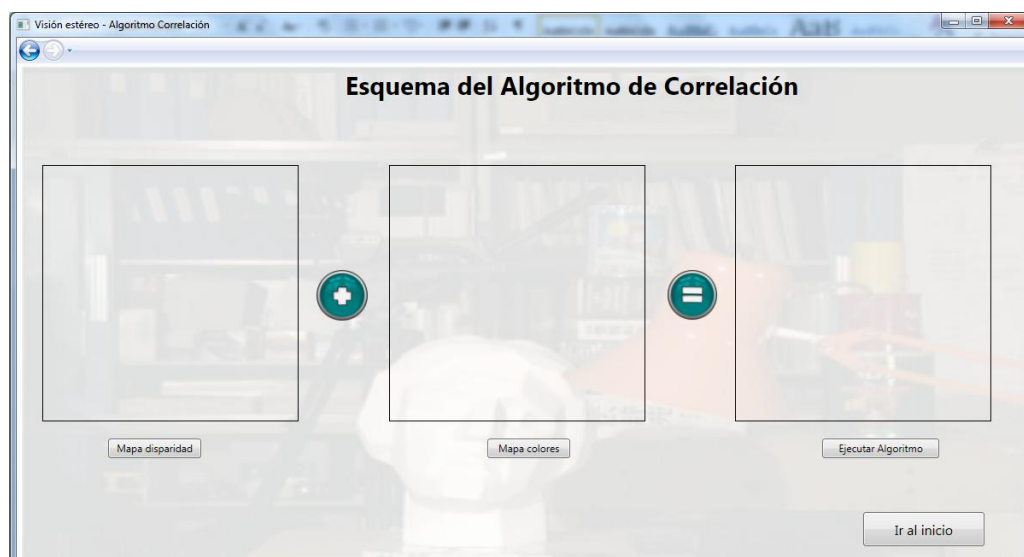 Visión estéreo - Algoritmo Correlación
Esquema del Algoritmo de Correlación
Mapa disparidad
Mapa colores
Ejecutar Algoritmo
Ir al inicio